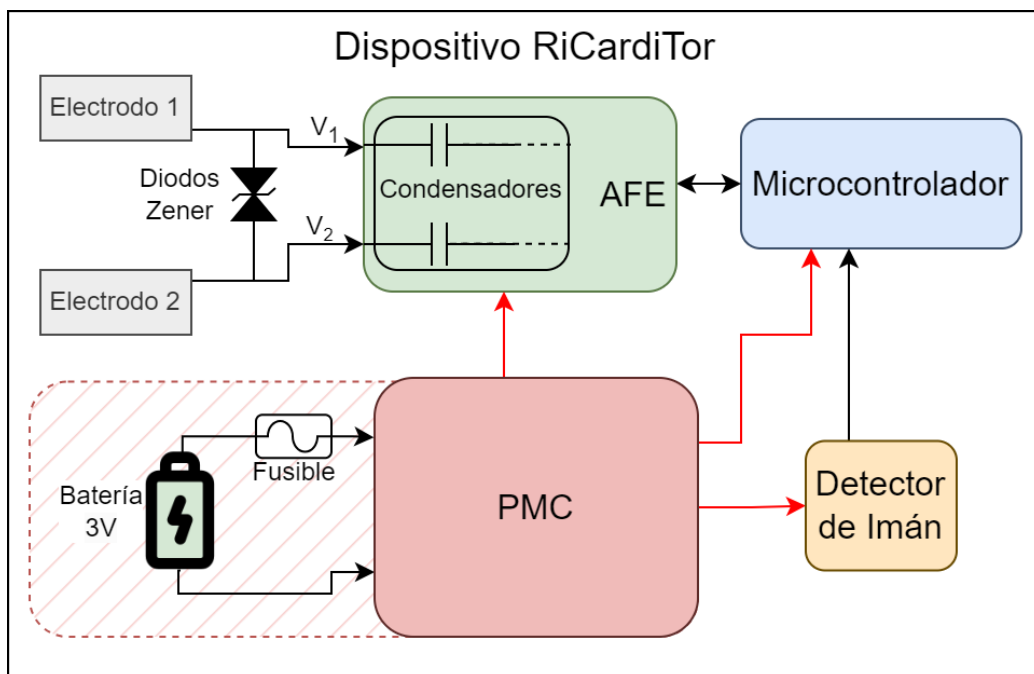 Dispositivo RiCardiTor
Electrodo 1
V1
Diodos
Zener
Condensadores
AFE
Microcontrolador
V2
Electrodo 2
Batería
3V
Fusible
PMC
Detector
de Imán